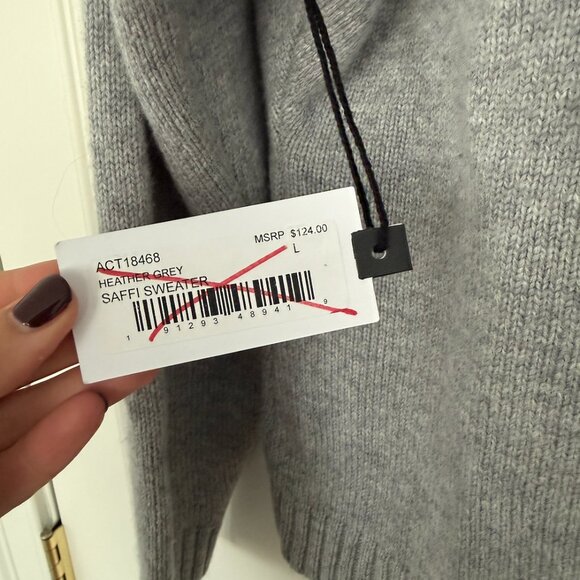 ACT18468
MSRP $124.00
HEATHER GREY
L
SAFFI SWEATER
1 91293 48941 9